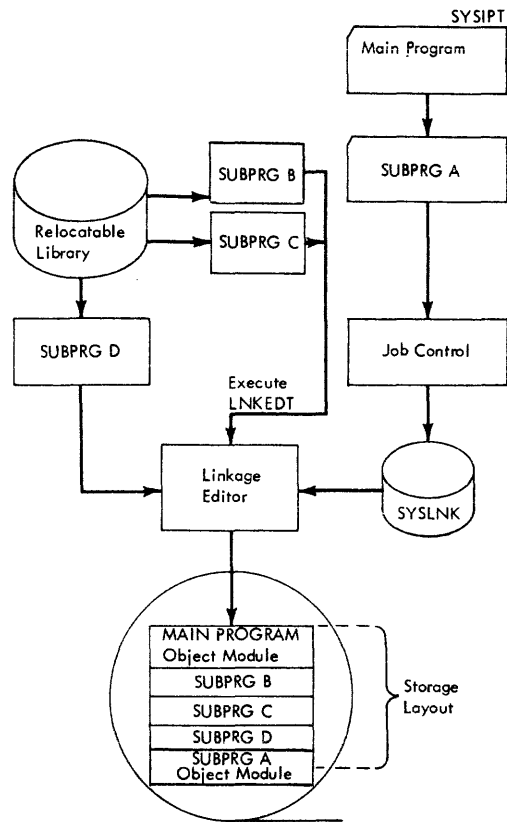 SYSIPT
Main Program
SUBPRG A
SUBPRG B
Relocatable
Library
SUBPRG C
SUBPRG D
Job Control
Execute
LNKEDT
Linkage
Editor
SYSLNK
MAIN PROGRAM
Object Module
SUBPRG B
SUBPRG C
SUBPRG D
SUBPRG A
Object Module
Storage
Layout